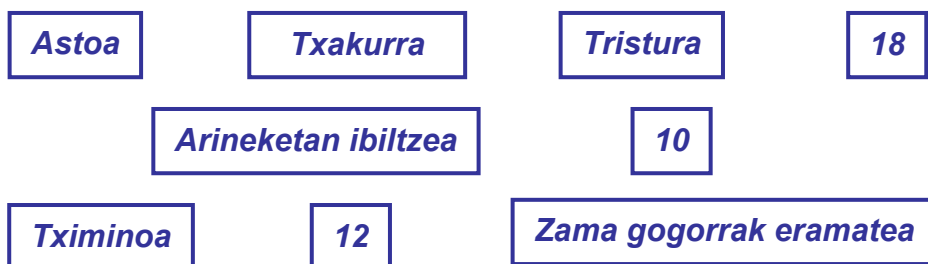 Astoa Txakurra Tristura 18
Arineketan ibiltzea 10
Tximinoa 12 Zama gogorrak eramatea